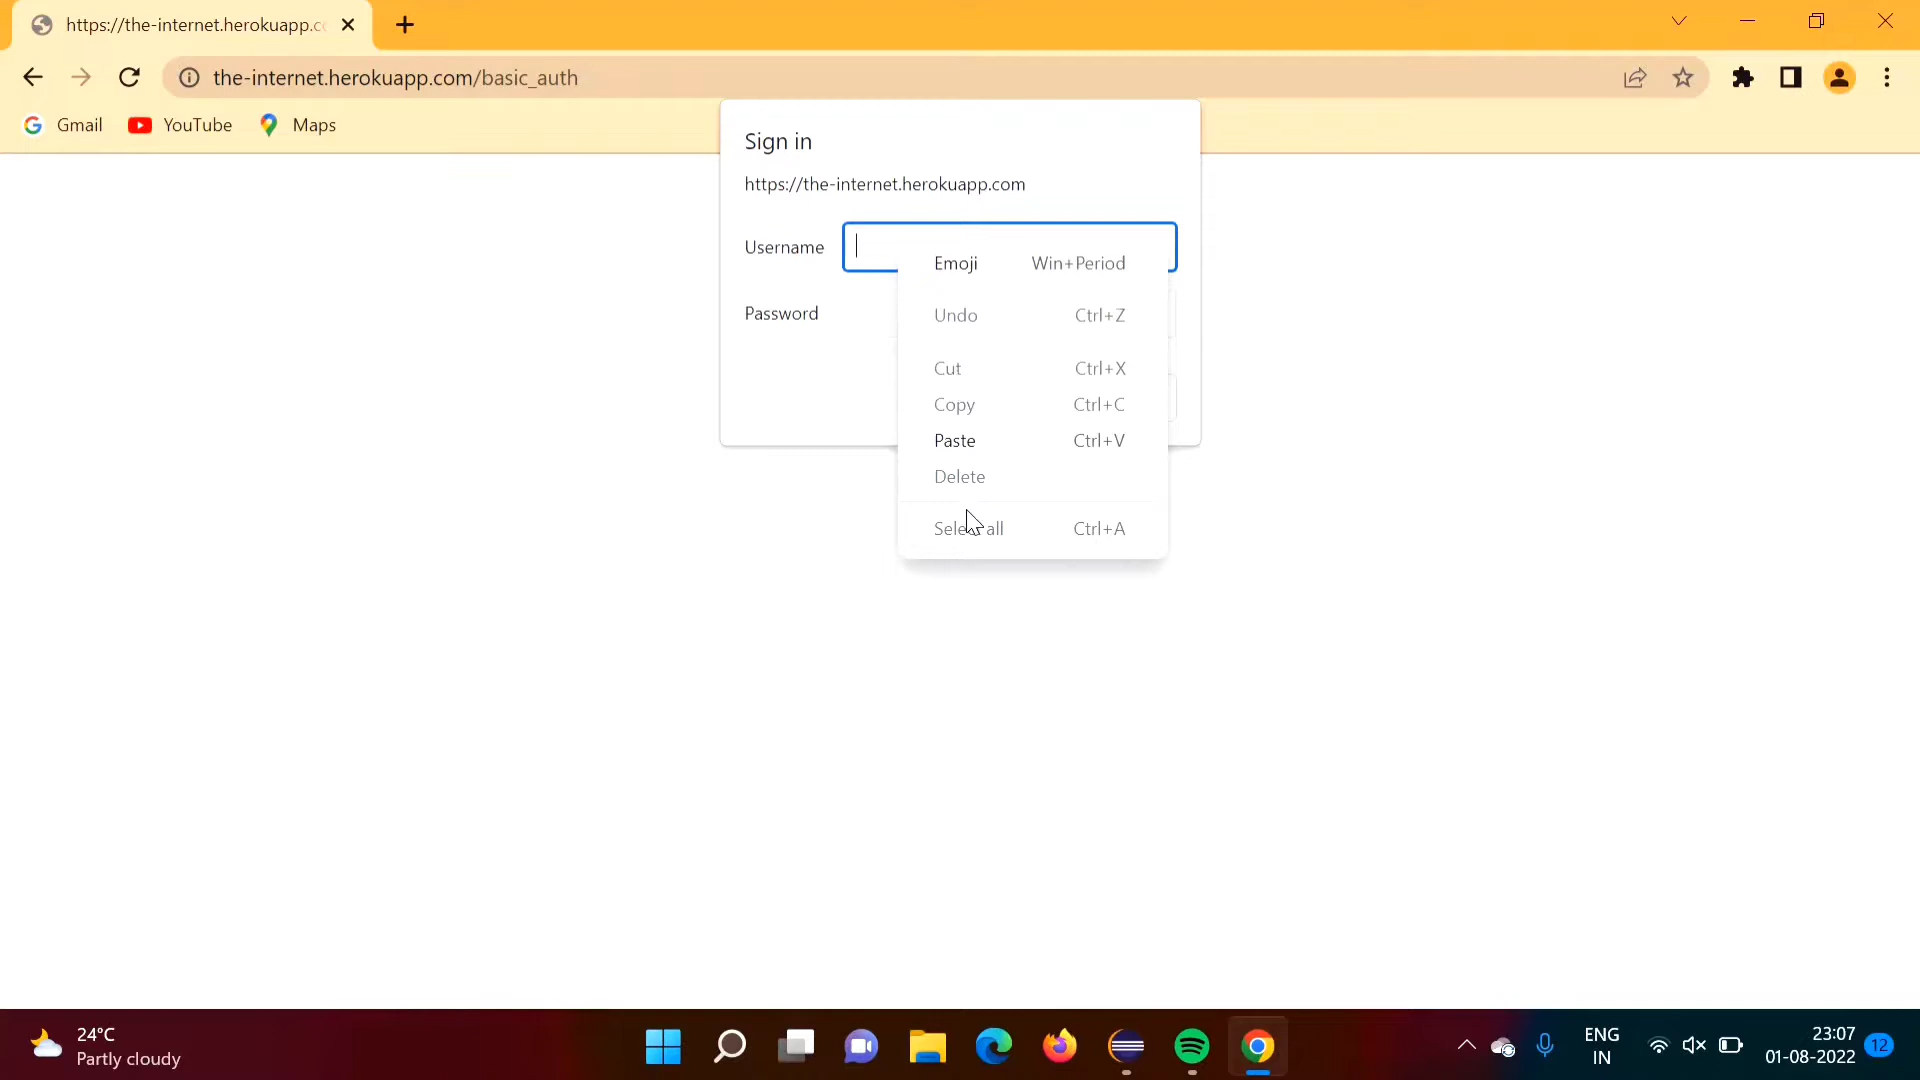 https://the-internet.herokuapp.c
the-internet.herokuapp.com/basic_auth
Gmail YouTube Maps
Sign in
https://the-internet.herokuapp.com
Username
Password
Emoji Win+Period
Undo Ctrl+Z
Cut Ctrl+X
Copy Ctrl+C
Paste Ctrl+V
Delete
Select all Ctrl+A
24°C
Partly cloudy
ENG
IN
23:07
01-08-2022
12